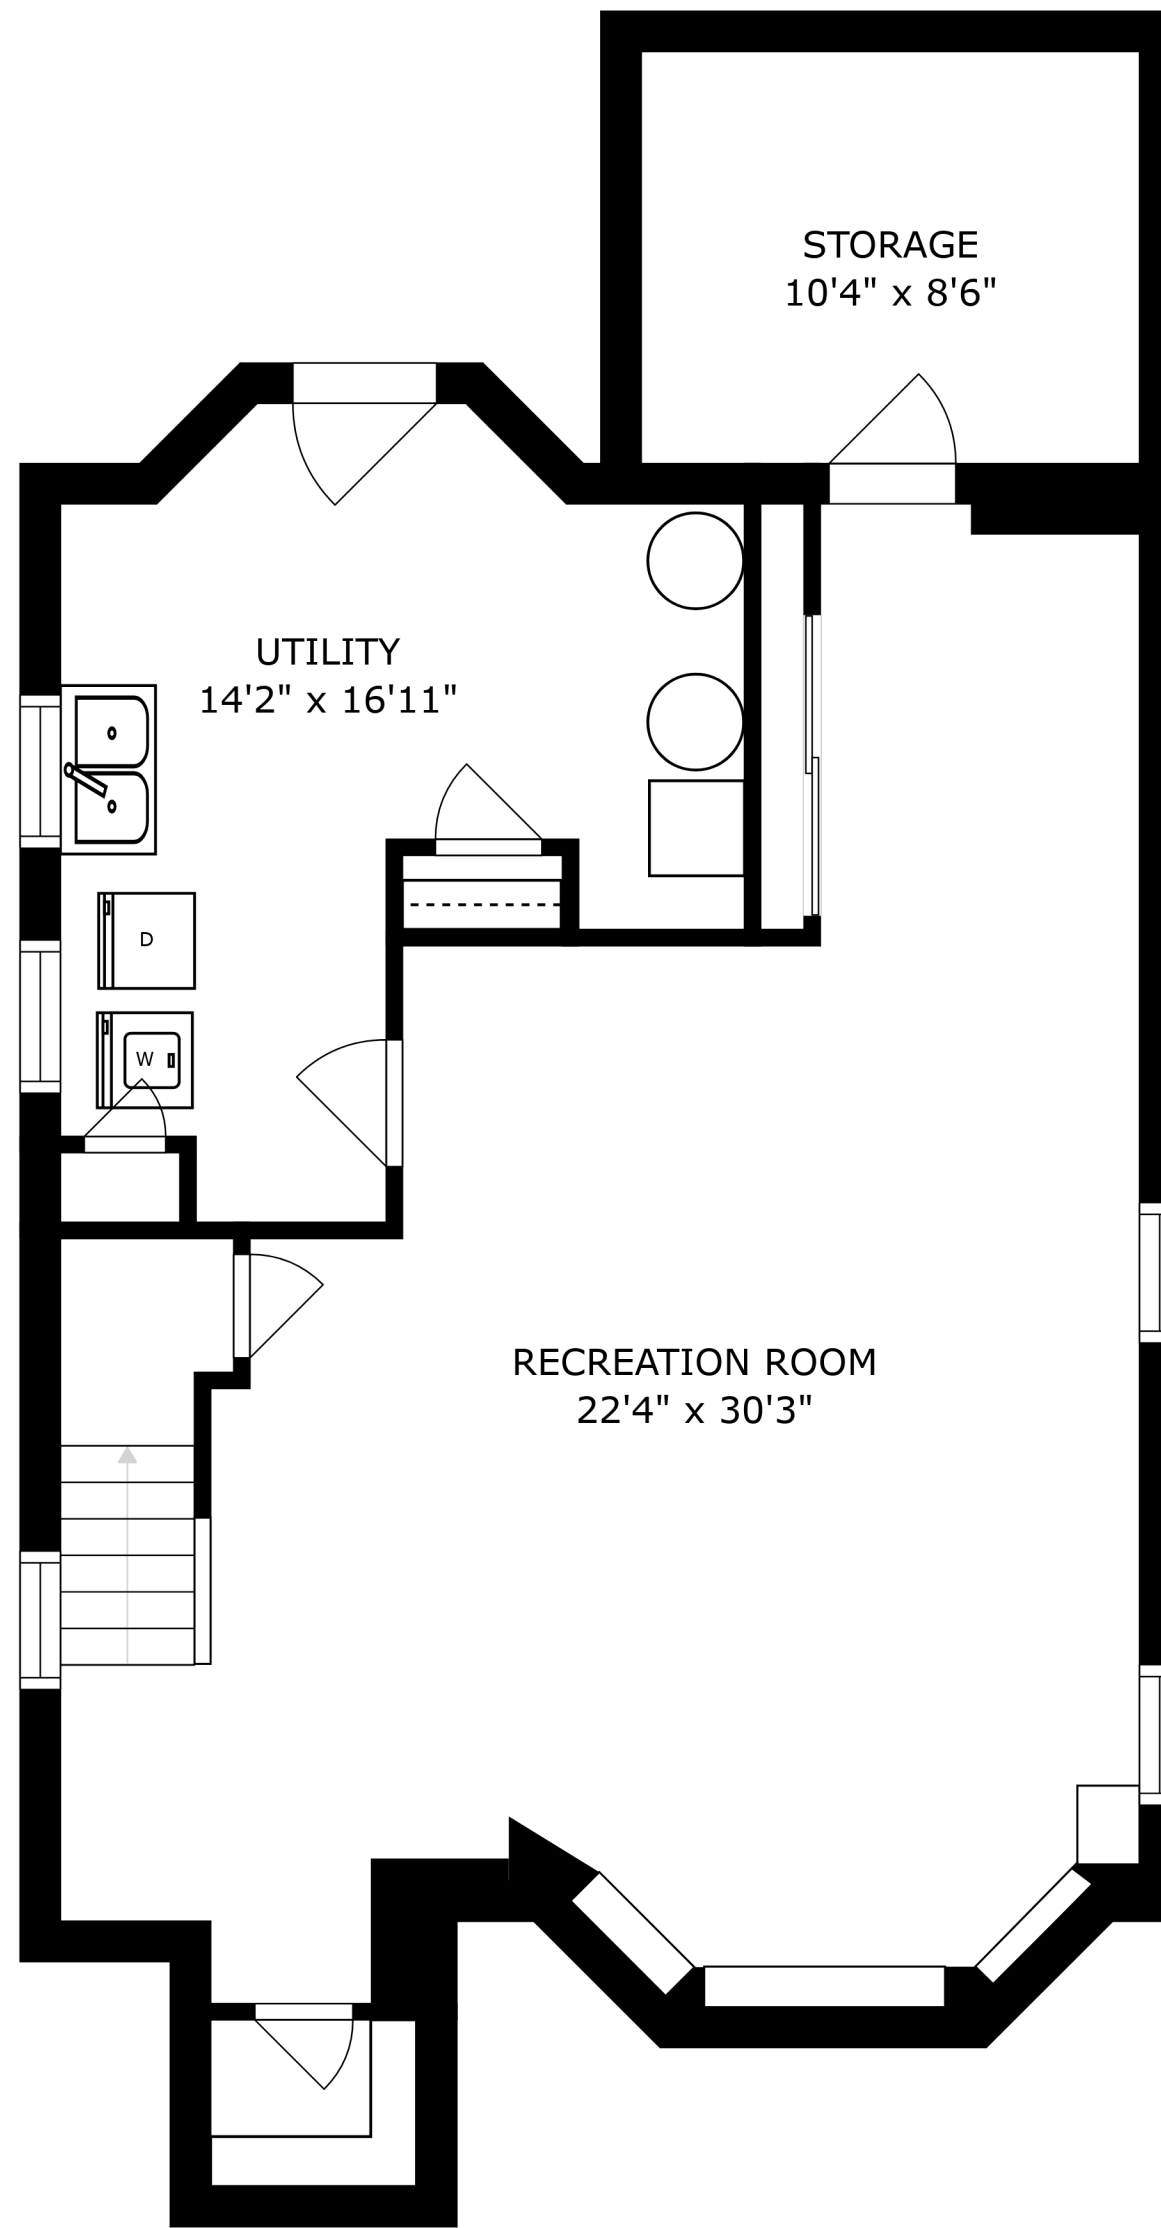 STORAGE
10'4" x 8'6"
UTILITY
14'2" x 16'11"
D
W
RECREATION ROOM
22'4" x 30'3"